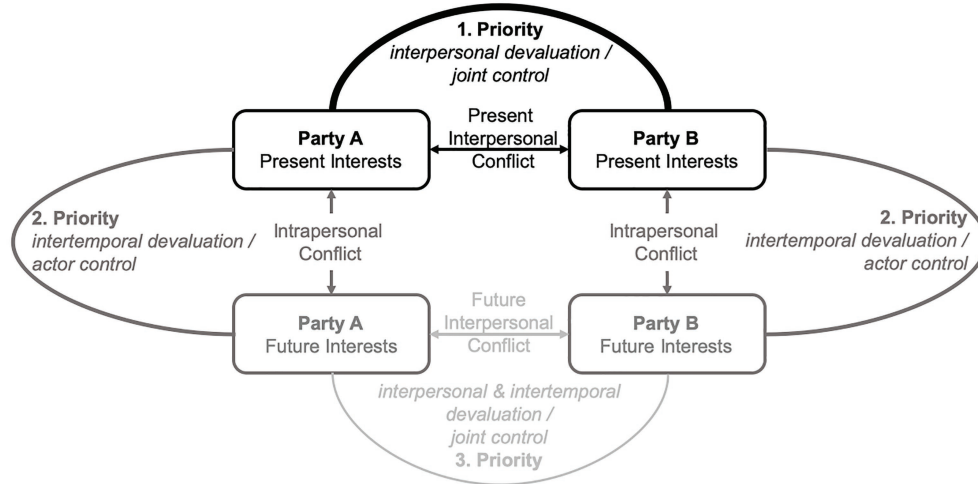 1. Priority
interpersonal devaluation /
joint control
Party A
Present Interests
Present
Interpersonal
Conflict
Party B
Present Interests
2. Priority
intertemporal devaluation /
actor control
Intrapersonal
Conflict
Intrapersonal
Conflict
2. Priority
intertemporal devaluation /
actor control
Party A
Future Interests
Future
Interpersonal
Conflict
Party B
Future Interests
interpersonal & intertemporal
devaluation /
joint control
3. Priority